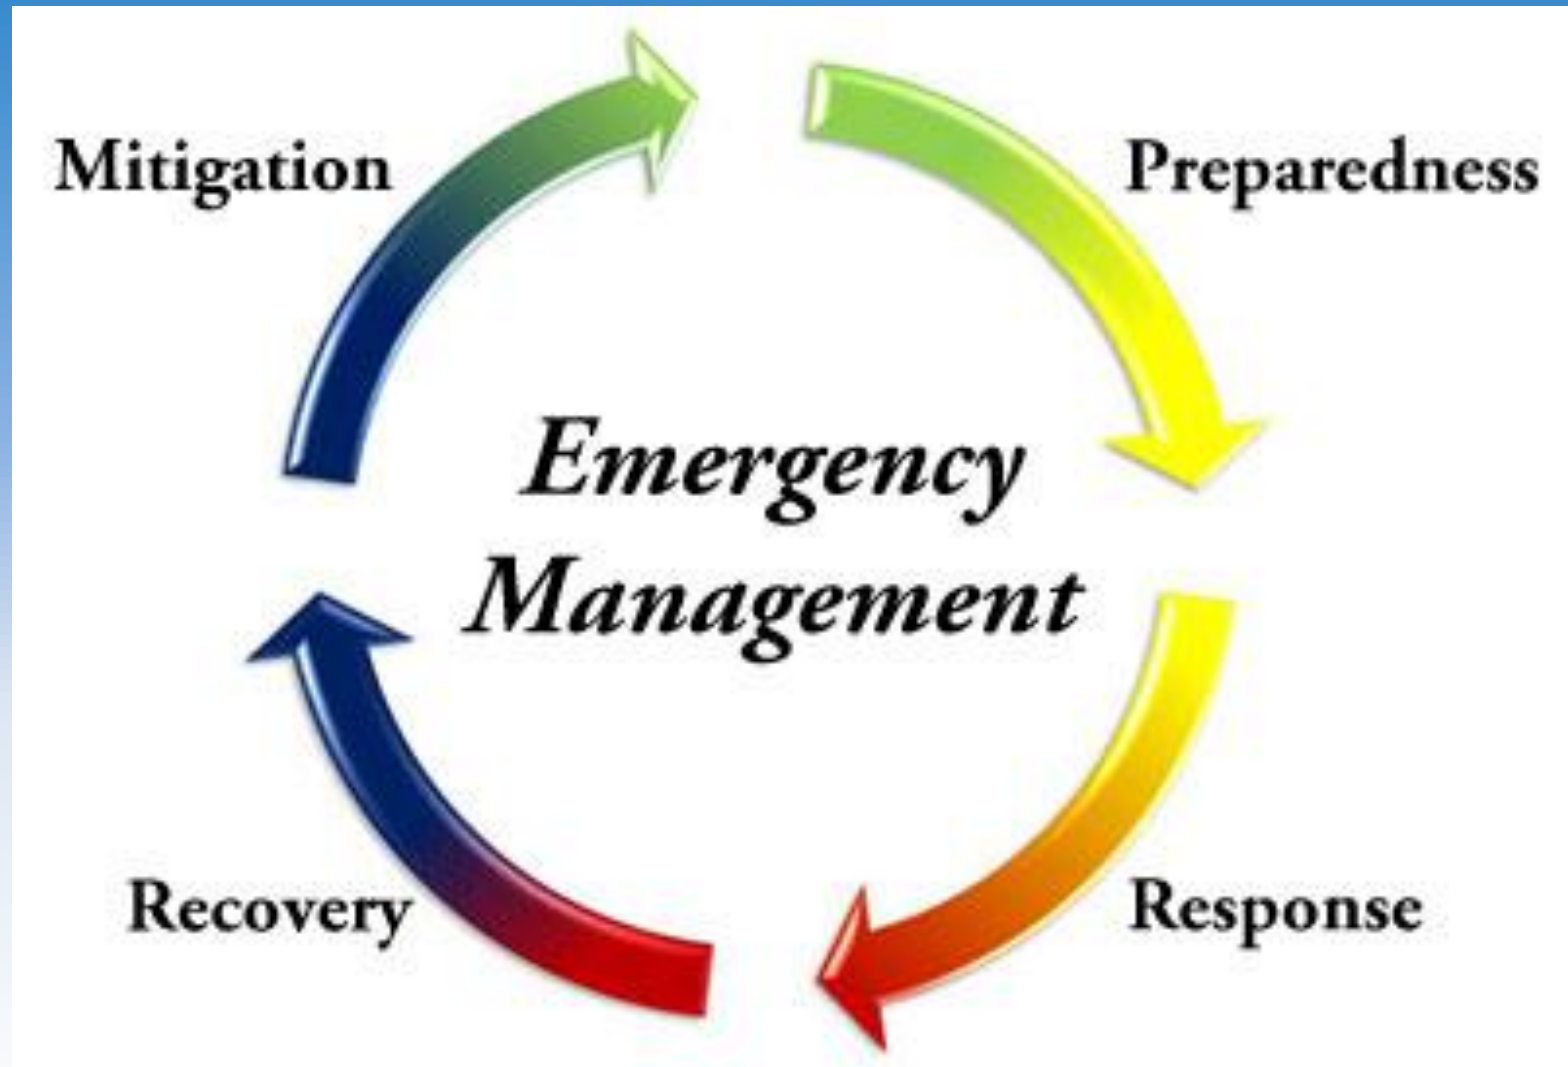 Mitigation
Preparedness
Emergency
Management
Recovery
Response